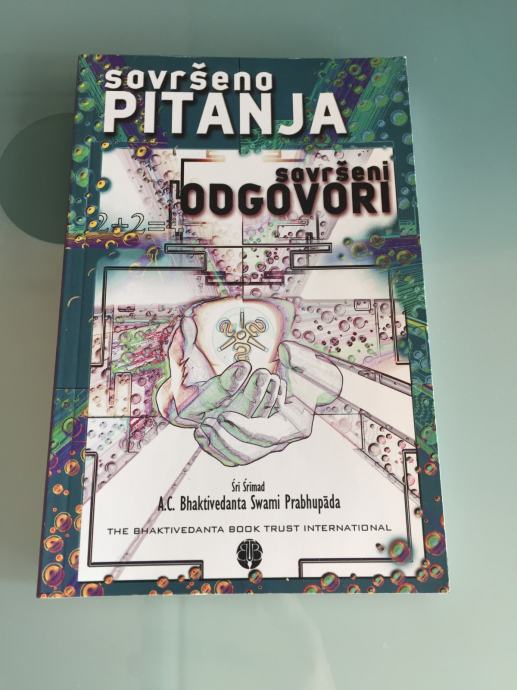 savršena
PITANJA
savršeni
ODGOVORI
2+2=
Śrī Śrīmad
A.C. Bhaktivedanta Swami Prabhupāda
THE BHAKTIVEDANTA BOOK TRUST INTERNATIONAL